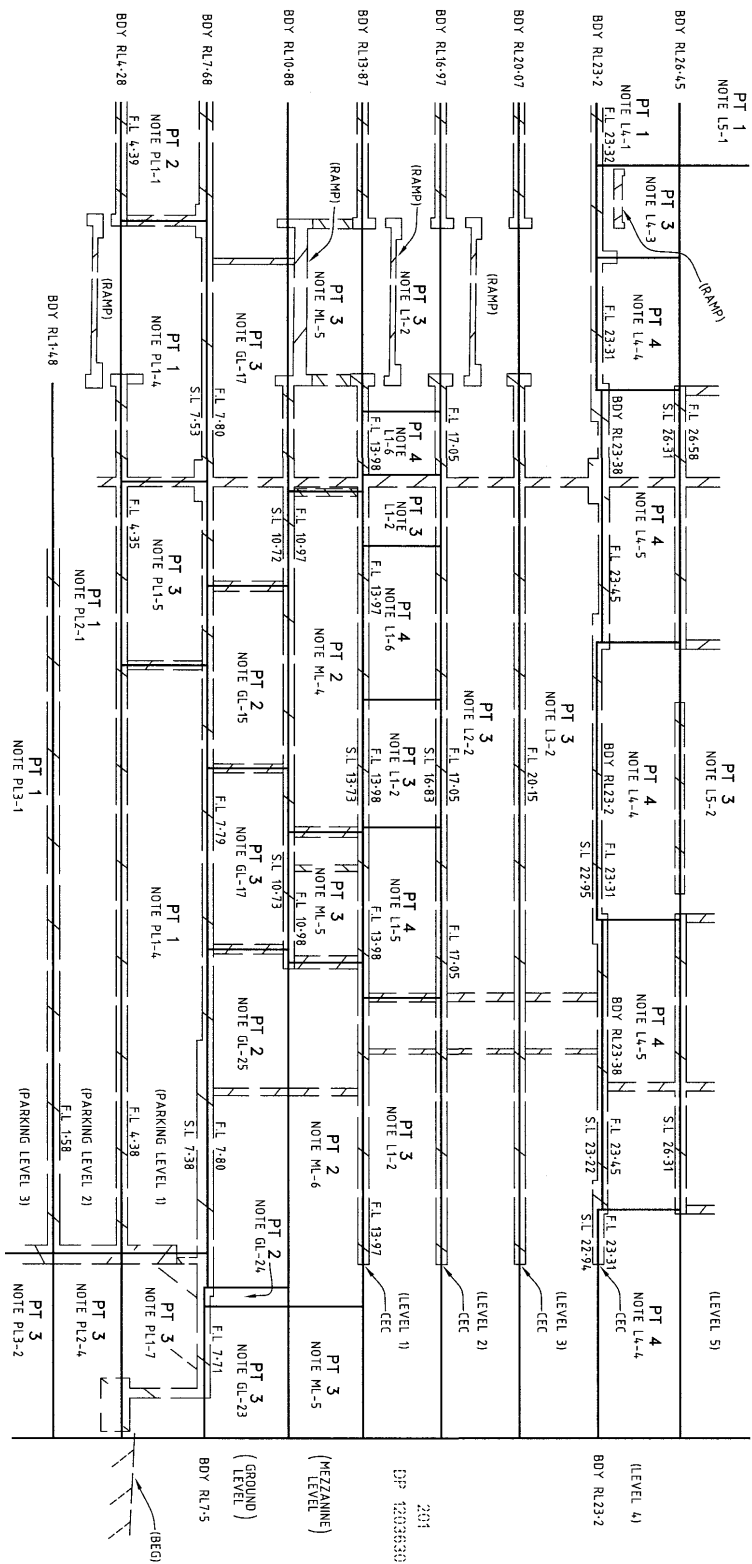 PT 1
NOTE L5-1
BDY RL26·45
F.L 26·58
S.L 26·31
PT 3
NOTE L5-2
S.L 26·31
(LEVEL 5)
PT 1
NOTE L4-1
F.L 23·32
PT 3
NOTE L4-3
(RAMP)
PT 4
NOTE L4-4
F.L 23·31
BDY RL23·38
PT 4
NOTE L4-5
F.L 23·45
PT 4
NOTE L4-4
BDY RL23·2
F.L 23·31
S.L 22·95
PT 4
NOTE L4-5
BDY RL23·38
F.L 23·45
S.L 23·22
F.L 23·31
S.L 22·94
PT 4
NOTE L4-4
CEC
(LEVEL 4)
BDY RL23·2
BDY RL23·2
PT 3
NOTE L3-2
(LEVEL 3)
BDY RL20·07
F.L 20·15
CEC
(RAMP)
PT 3
NOTE L2-2
(LEVEL 2)
BDY RL16·97
F.L 17·05
S.L 16·83
F.L 17·05
F.L 17·05
CEC
(RAMP)
PT 3
NOTE L1-2
PT 4
NOTE
L1-6
F.L 13·98
PT 3
NOTE
L1-2
PT 4
NOTE L1-6
F.L 13·97
PT 3
NOTE L1-2
F.L 13·98
S.L 13·73
PT 4
NOTE L1-5
F.L 13·98
PT 3
NOTE L1-2
F.L 13·97
(LEVEL 1)
CEC
BDY RL13·87
201
DP 1203630
(RAMP)
PT 3
NOTE ML-5
PT 2
NOTE ML-4
F.L 10·97
S.L 10·72
PT 3
NOTE ML-5
F.L 10·98
S.L 10·73
PT 2
NOTE ML-6
PT 3
NOTE ML-5
(MEZZANINE
LEVEL)
BDY RL10·88
PT 3
NOTE GL-17
F.L 7·80
S.L 7·53
PT 2
NOTE GL-15
PT 3
NOTE GL-17
F.L 7·79
PT 2
NOTE GL-25
F.L 7·80
S.L 7·38
PT 2
NOTE GL-24
PT 3
NOTE GL-23
F.L 7·71
(GROUND
LEVEL)
BDY RL7·68
BDY RL7·5
PT 2
NOTE PL1-1
F.L 4·39
PT 1
NOTE PL1-4
PT 3
NOTE PL1-5
F.L 4·35
PT 1
NOTE PL1-4
(PARKING LEVEL 1)
F.L 4·38
PT 3
NOTE PL1-7
BDY RL4·28
(RAMP)
PT 1
NOTE PL2-1
(PARKING LEVEL 2)
F.L 1·58
PT 3
NOTE PL2-4
(BEG)
BDY RL1·48
PT 1
NOTE PL3-1
(PARKING LEVEL 3)
PT 3
NOTE PL3-2